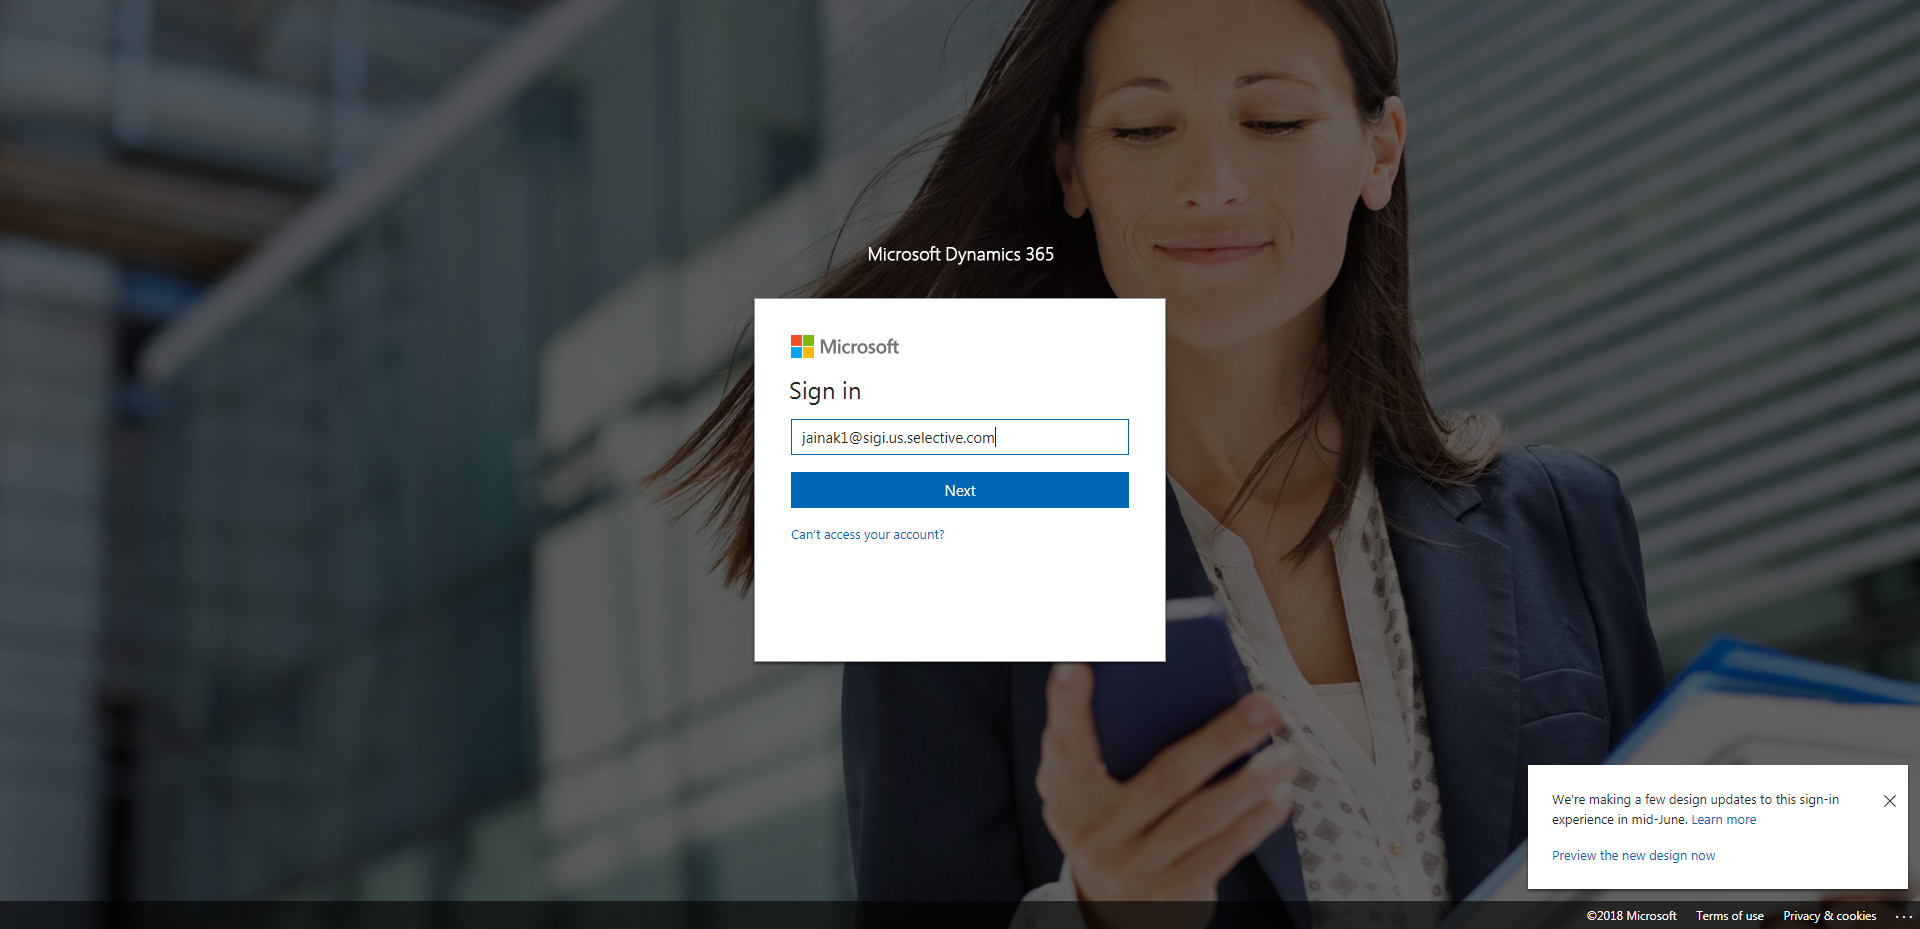 Microsoft Dynamics 365
Microsoft
Sign in
jainak1@sigi.us.selective.com
Next
Can't access your account?
We're making a few design updates to this sign-in
experience in mid-June. Learn more
Preview the new design now
©2018 Microsoft Terms of use Privacy & cookies ...